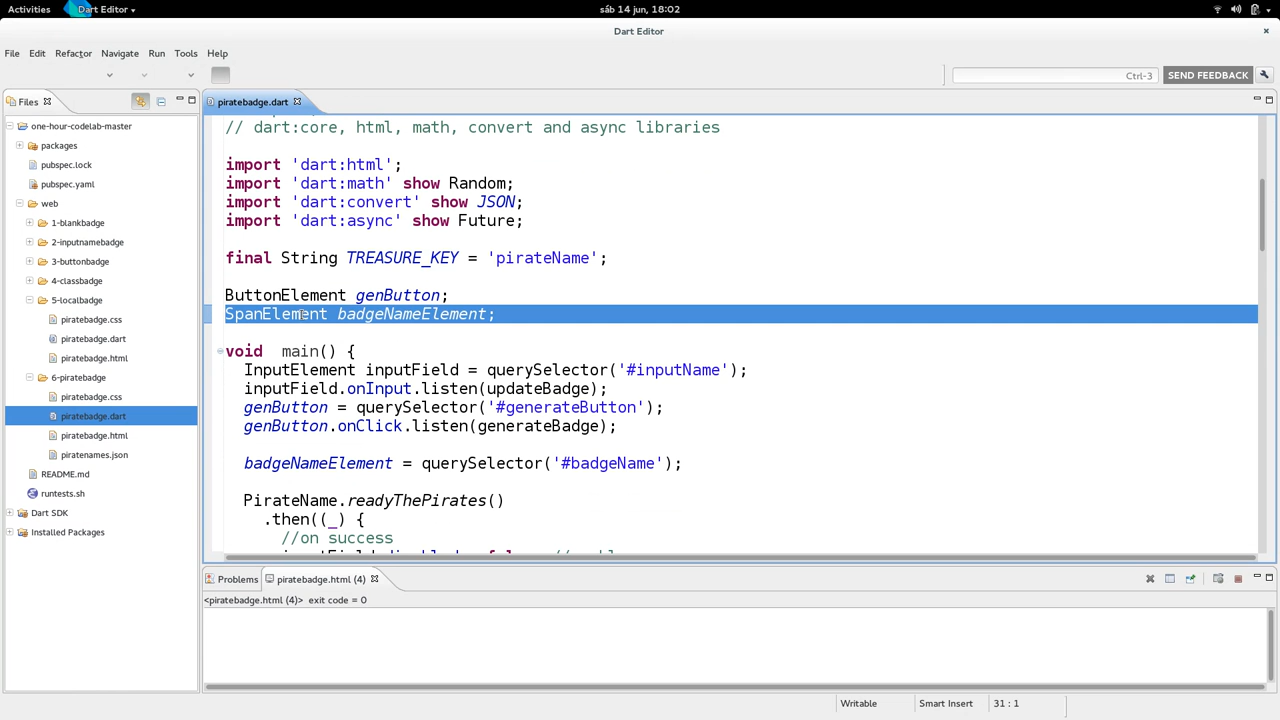 Activities
Dart Editor
sáb 14 jun, 18:02
Dart Editor
File Edit Refactor Navigate Run Tools Help
Ctrl-3
SEND FEEDBACK
Files
piratebadge.dart
one-hour-codelab-master
packages
pubspec.lock
pubspec.yaml
web
1-blankbadge
2-inputnamebadge
3-buttonbadge
4-classbadge
5-localbadge
piratebadge.css
piratebadge.dart
piratebadge.html
6-piratebadge
piratebadge.css
piratebadge.dart
piratebadge.html
piratenames.json
README.md
runtests.sh
Dart SDK
Installed Packages
// dart:core, html, math, convert and async libraries
import 'dart:html';
import 'dart:math' show Random;
import 'dart:convert' show JSON;
import 'dart:async' show Future;
final String TREASURE_KEY = 'pirateName';
ButtonElement genButton;
SpanElement badgeNameElement;
void main() {
InputElement inputField = querySelector('#inputName');
inputField.onInput.listen(updateBadge);
genButton = querySelector('#generateButton');
genButton.onClick.listen(generateBadge);
badgeNameElement = querySelector('#badgeName');
PirateName.readyThePirates()
.then((_) {
//on success
Problems
piratebadge.html (4)
<piratebadge.html (4)> exit code = 0
Writable
Smart Insert
31 : 1